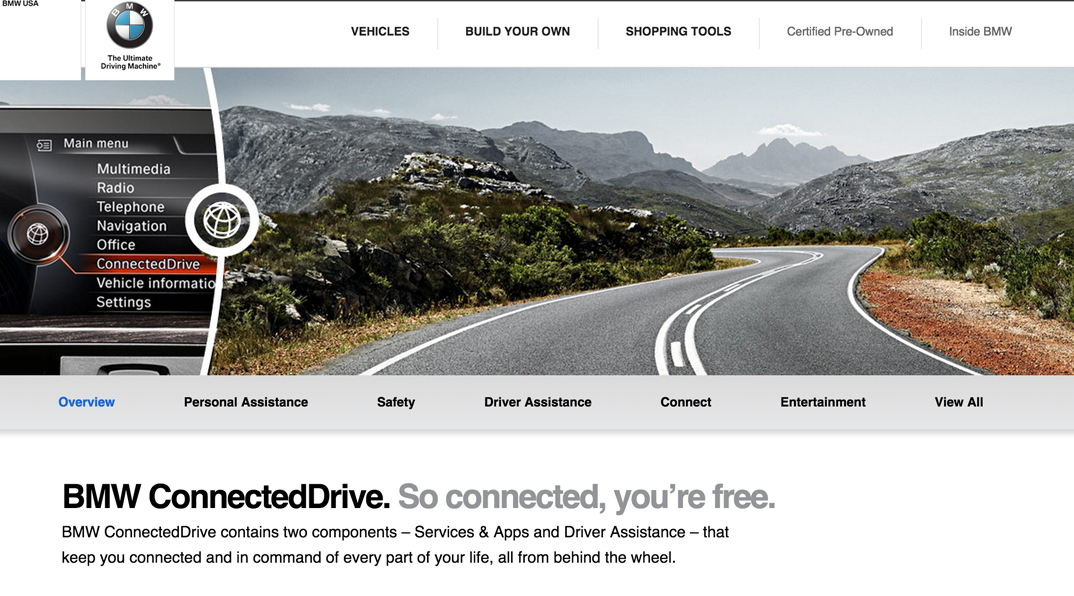 BMW USA
BMW
The Ultimate
Driving Machine®
VEHICLES
BUILD YOUR OWN
SHOPPING TOOLS
Certified Pre-Owned
Inside BMW
Main menu
Multimedia
Radio
Telephone
Navigation
Office
ConnectedDrive
Vehicle informatio
Settings
Overview
Personal Assistance
Safety
Driver Assistance
Connect
Entertainment
View All
BMW ConnectedDrive. So connected, you’re free.
BMW ConnectedDrive contains two components – Services & Apps and Driver Assistance – that
keep you connected and in command of every part of your life, all from behind the wheel.